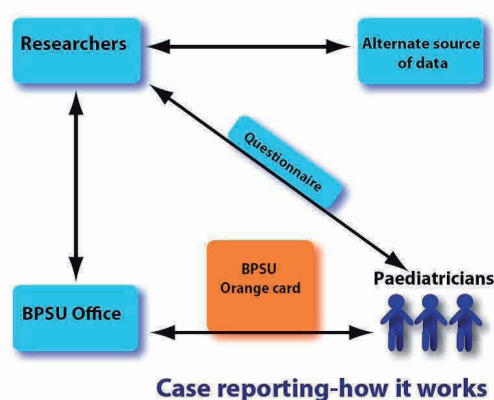 Researchers
Alternate source
of data
Questionnaire
BPSU
Orange card
Paediatricians
BPSU Office
Case reporting-how it works